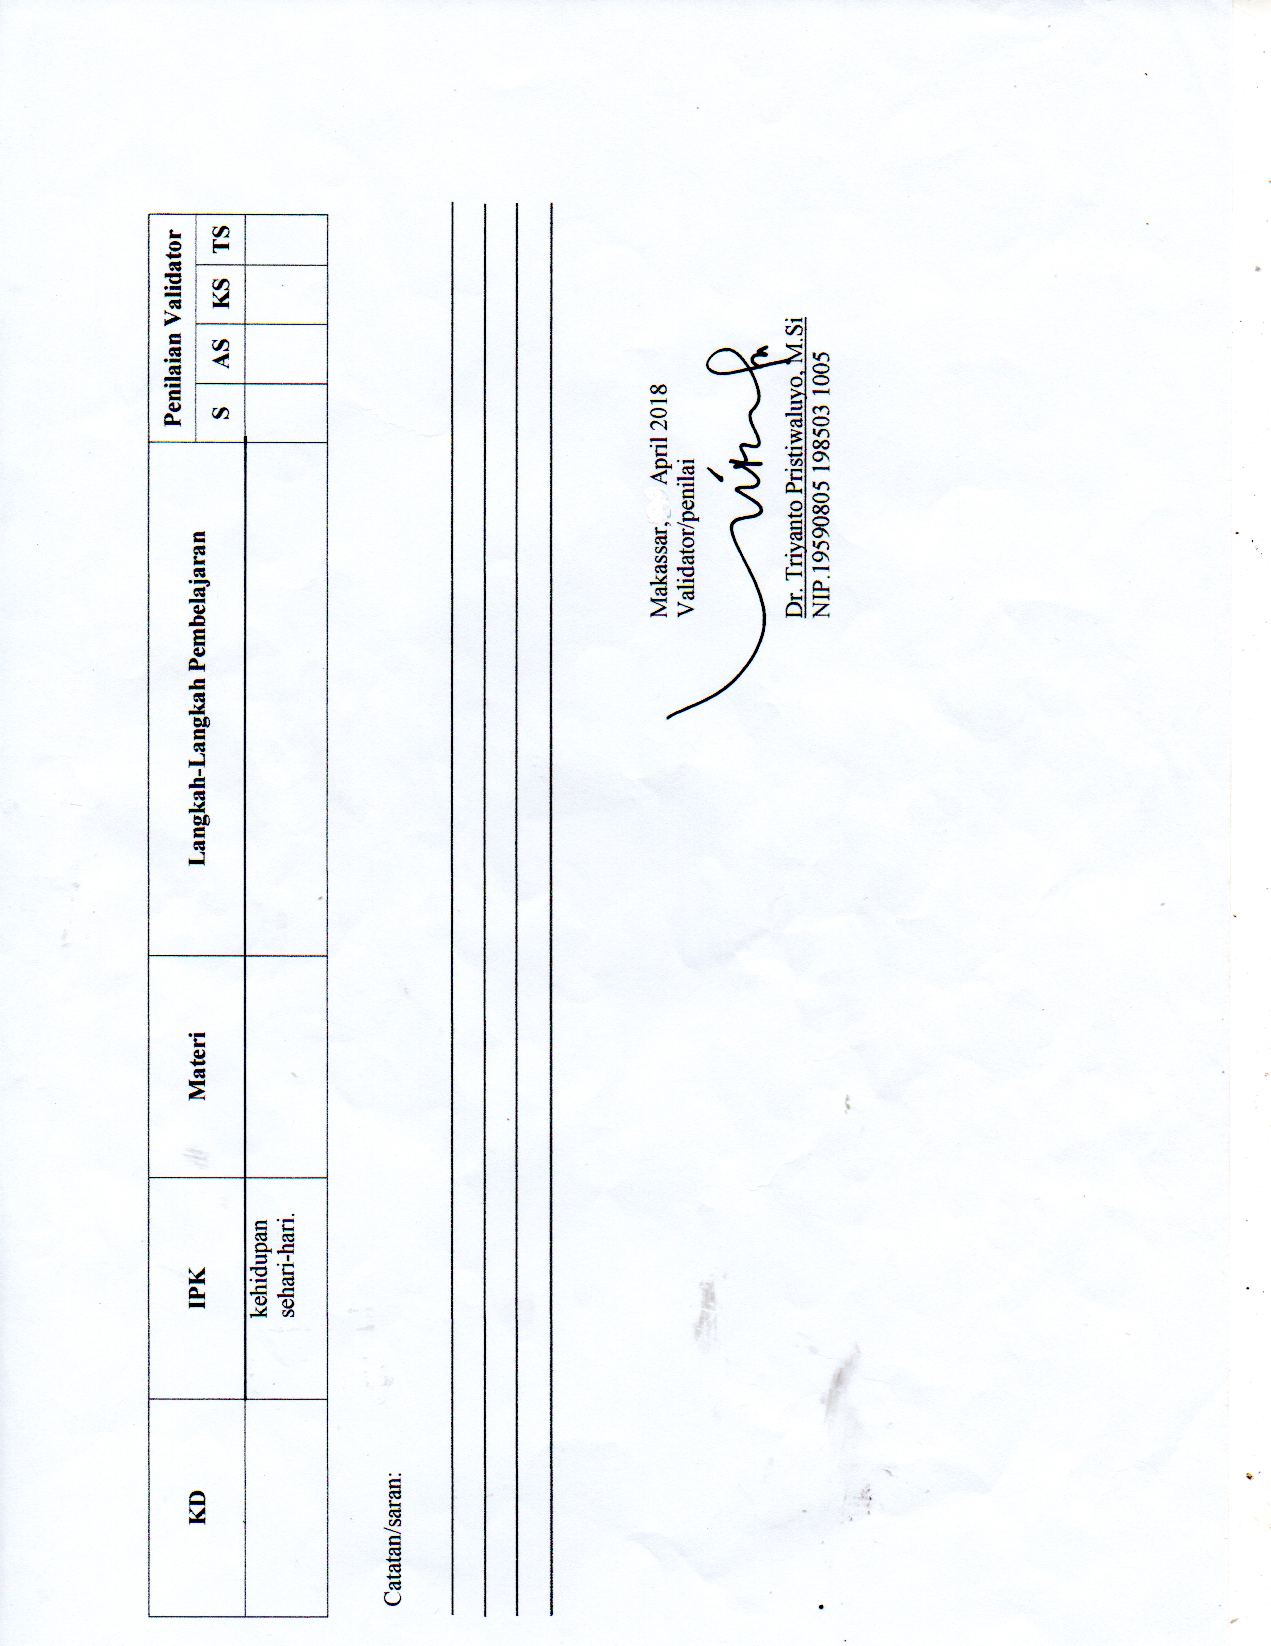 KD IPK Materi Langkah-Langkah Pembelajaran Penilaian Validator
S AS KS TS
kehidupan
sehari-hari.
Catatan/saran:
Makassar, April 2018
Validator/penilai
Dr. Triyanto Pristiwaluyo, M.Si
NIP.19590805 198503 1005